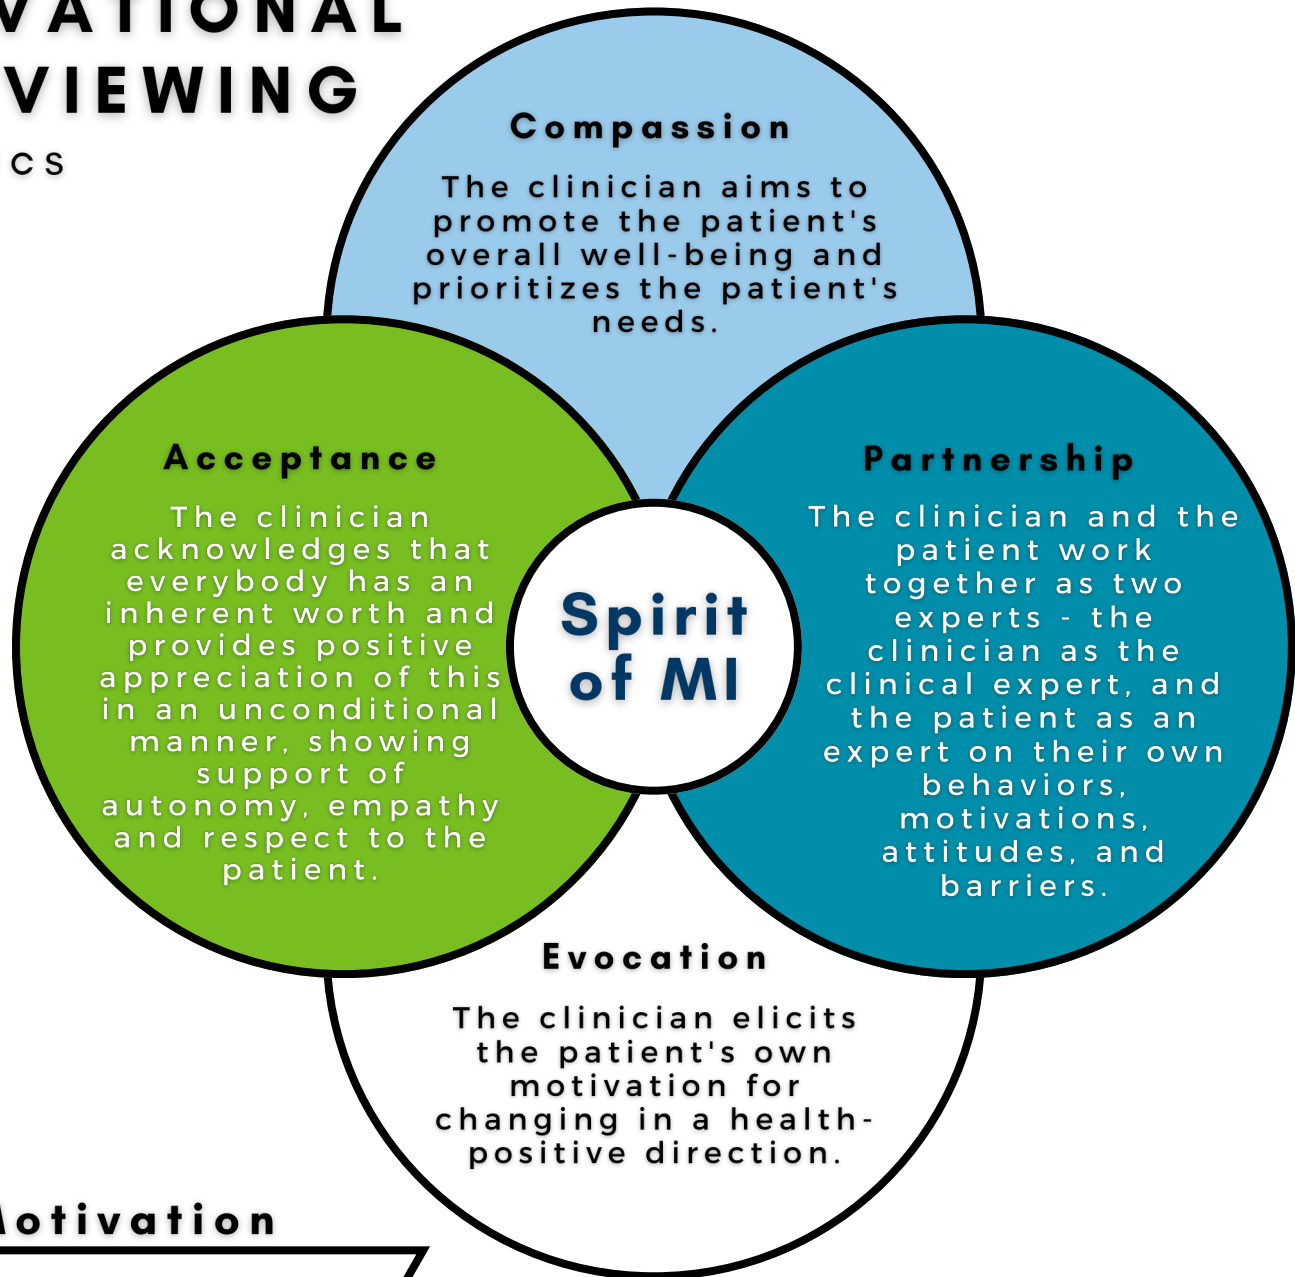 VATIONAL
VIEWING
cs
Compassion
The clinician aims to
promote the patient's
overall well-being and
prioritizes the patient's
needs.
Acceptance
The clinician
acknowledges that
everybody has an
inherent worth and
provides positive
appreciation of this
in an unconditional
manner, showing
support of
autonomy, empathy
and respect to the
patient.
Spirit
of MI
Partnership
The clinician and the
patient work
together as two
experts - the
clinician as the
clinical expert, and
the patient as an
expert on their own
behaviors,
motivations,
attitudes, and
barriers.
Evocation
The clinician elicits
the patient's own
motivation for
changing in a health-
positive direction.
Motivation